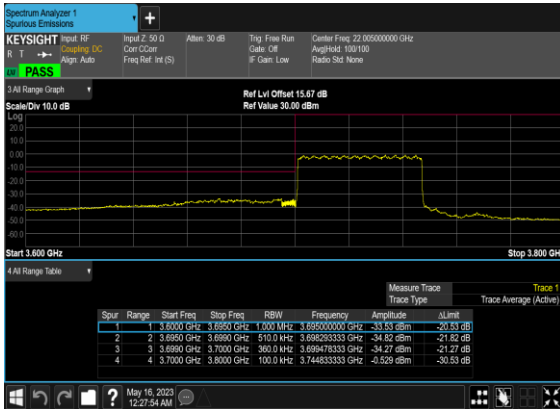 Spectrum Analyzer 1
Spurious Emissions
+
KEYSIGHT Input: RF Input Z: 50 Ω Atten: 30 dB Trig: Free Run Center Freq: 22.005000000 GHz
R T Coupling: DC Corr CCorr Gate: Off Avg|Hold: 100/100
Align: Auto Freq Ref: Int (S) IF Gain: Low Radio Std: None
LXI PASS
3 All Range Graph
Ref Lvl Offset 15.67 dB
Scale/Div 10.0 dB Ref Value 30.00 dBm
Log
20.0
10.0
0.00
-10.0
-20.0
-30.0
-40.0
-50.0
-60.0
Start 3.600 GHz Stop 3.800 GH
4 All Range Table
Measure Trace Trace 1
Trace Type Trace Average (Active)
Spur Range Start Freq Stop Freq RBW Frequency Amplitude ΔLimit
1 1 3.6000 GHz 3.6950 GHz 1.000 MHz 3.695000000 GHz -33.53 dBm -20.53 dB
2 2 3.6950 GHz 3.6990 GHz 510.0 kHz 3.698293333 GHz -34.82 dBm -21.82 dB
3 3 3.6990 GHz 3.7000 GHz 360.0 kHz 3.699478333 GHz -34.27 dBm -21.27 dB
4 4 3.7000 GHz 3.8000 GHz 100.0 kHz 3.744833333 GHz -0.529 dBm -30.53 dB
May 16, 2023
12:27:54 AM